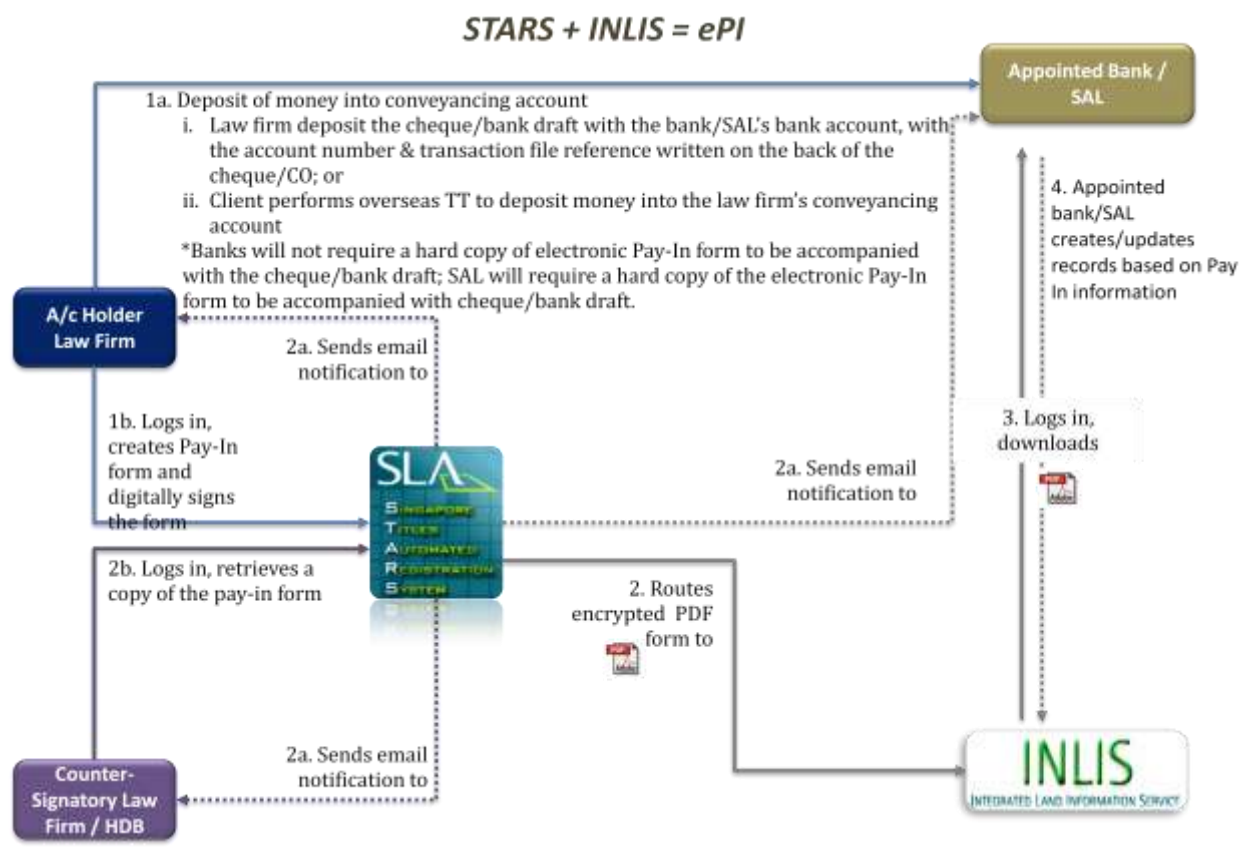 STARS + INLIS = ePI
Appointed Bank /
SAL
1a. Deposit of money into conveyancing account
i. Law firm deposit the cheque/bank draft with the bank/SAL's bank account, with
the account number & transaction file reference written on the back of the
cheque/CO; or
ii. Client performs overseas TT to deposit money into the law firm's conveyancing
account
*Banks will not require a hard copy of electronic Pay-In form to be accompanied
with the cheque/bank draft; SAL will require a hard copy of the electronic Pay-In
form to be accompanied with cheque/bank draft.
4. Appointed
bank/SAL
creates/updates
records based on Pay
In information
A/c Holder
Law Firm
2a. Sends email
notification to
1b. Logs in,
creates Pay-In
form and
digitally signs
the form
SLA
SINGAPORE
TITLES
AUTOMATED
REGISTRATION
SYSTEM
2a. Sends email
notification to
3. Logs in,
downloads
PDF
Adobe
2b. Logs in, retrieves a
copy of the pay-in form
2. Routes
encrypted PDF
form to
PDF
Adobe
2a. Sends email
notification to
Counter-
Signatory Law
Firm / HDB
INLIS
INTEGRATED LAND INFORMATION SERVICE